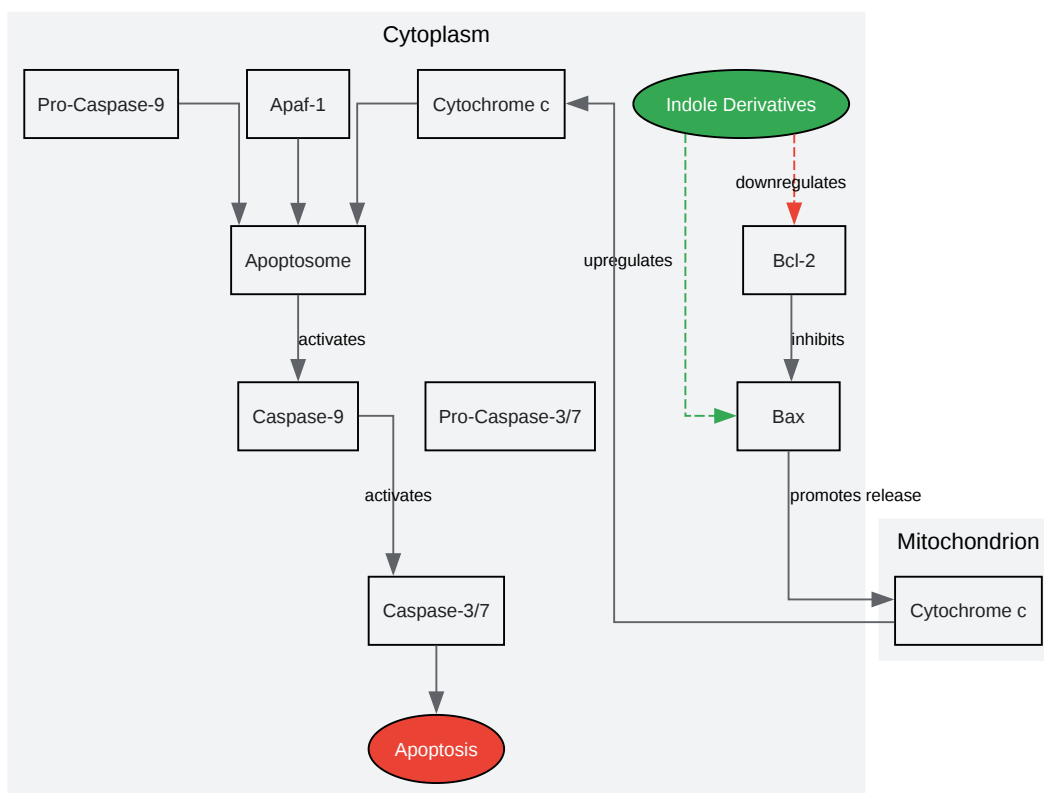 Cytoplasm
Pro-Caspase-9
Apaf-1
Cytochrome c
Indole Derivatives
downregulates
Apoptosome
upregulates
Bcl-2
activates
inhibits
Caspase-9
Pro-Caspase-3/7
Bax
activates
promotes release
Mitochondrion
Caspase-3/7
Cytochrome c
Apoptosis